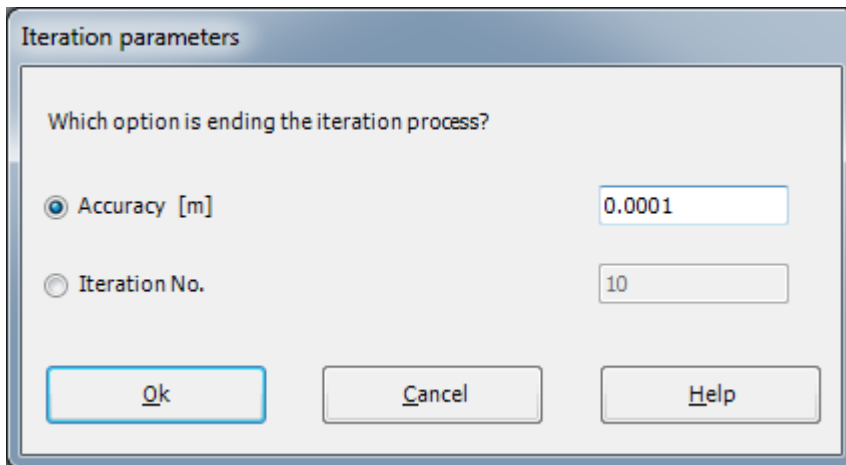 Iteration parameters
Which option is ending the iteration process?
Accuracy [m] 0.0001
Iteration No. 10
Ok Cancel Help